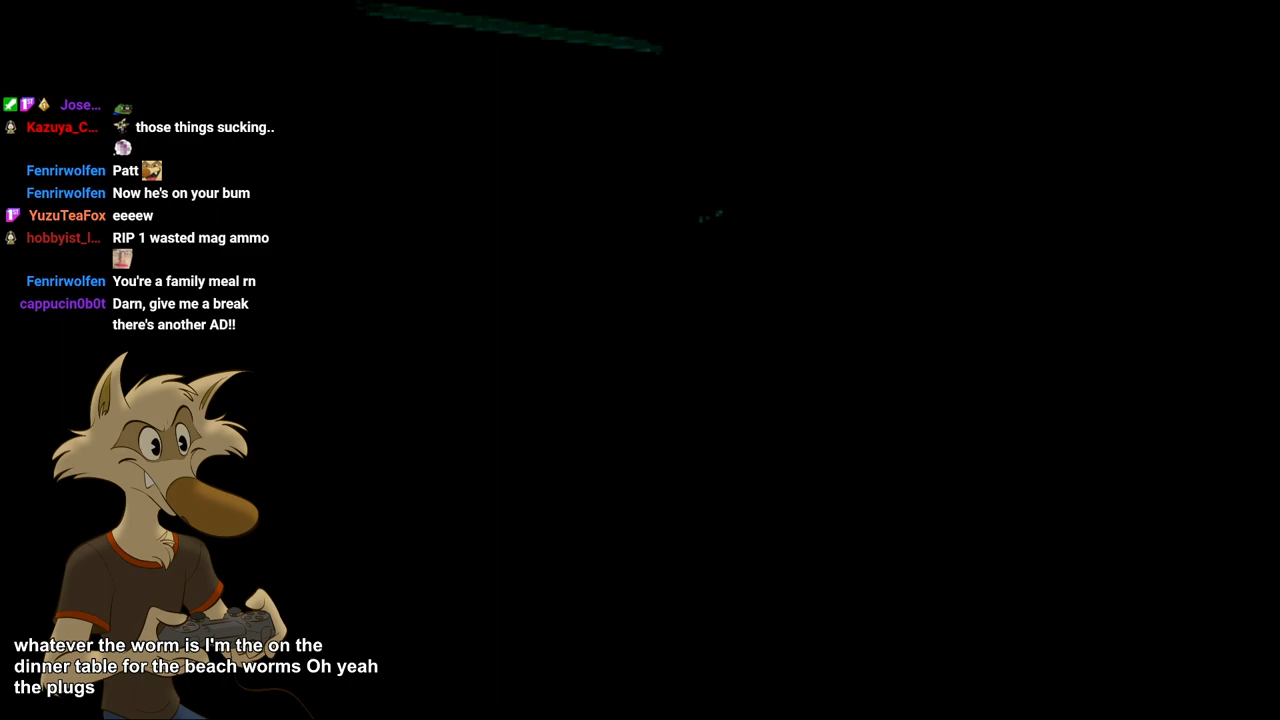 Jose...
Kazuya_C... those things sucking..
Fenrirwolfen Patt
Fenrirwolfen Now he's on your bum
YuzuTeaFox eeeew
hobbyist_l... RIP 1 wasted mag ammo
Fenrirwolfen You're a family meal rn
cappucin0b0t Darn, give me a break
there's another AD!!
whatever the worm is I'm the on the
dinner table for the beach worms Oh yeah
the plugs